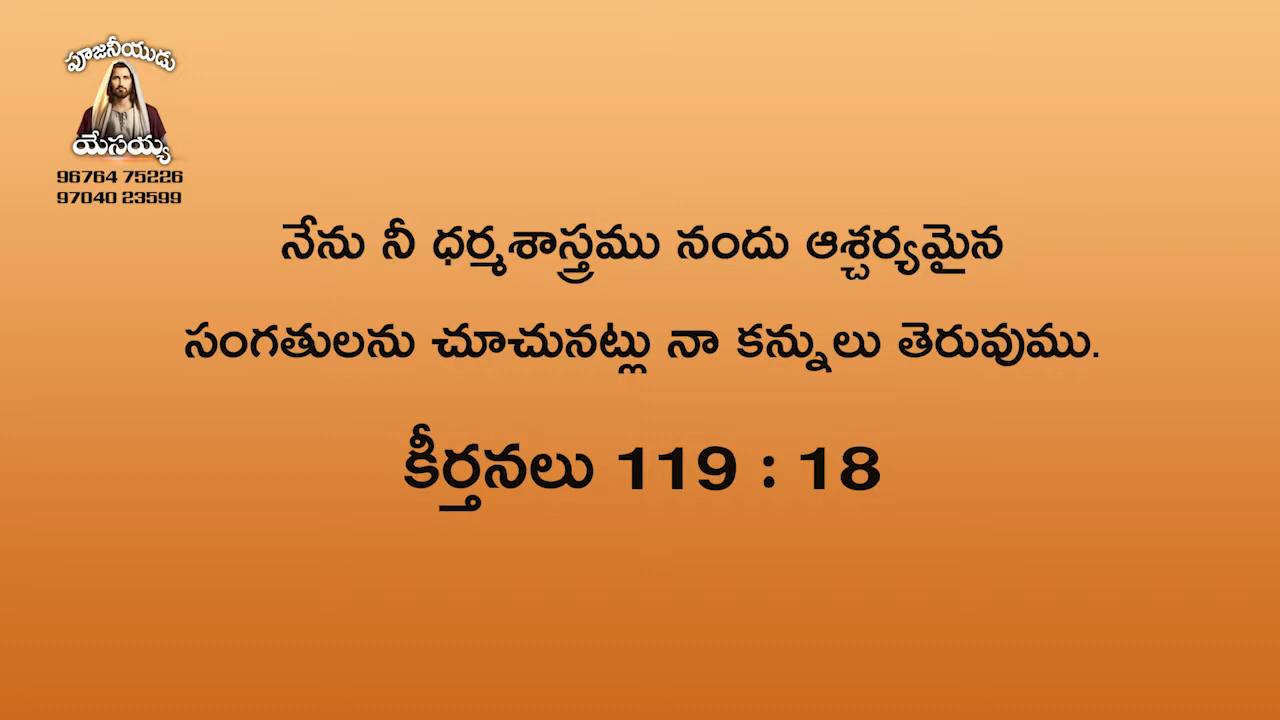 పూజనీయుడు
యేసయ్య
96764 75226
97040 23599
నేను నీ ధర్మశాస్త్రము నందు ఆశ్చర్యమైన
సంగతులను చూచునట్లు నా కన్నులు తెరువుము.
కీర్తనలు 119 : 18